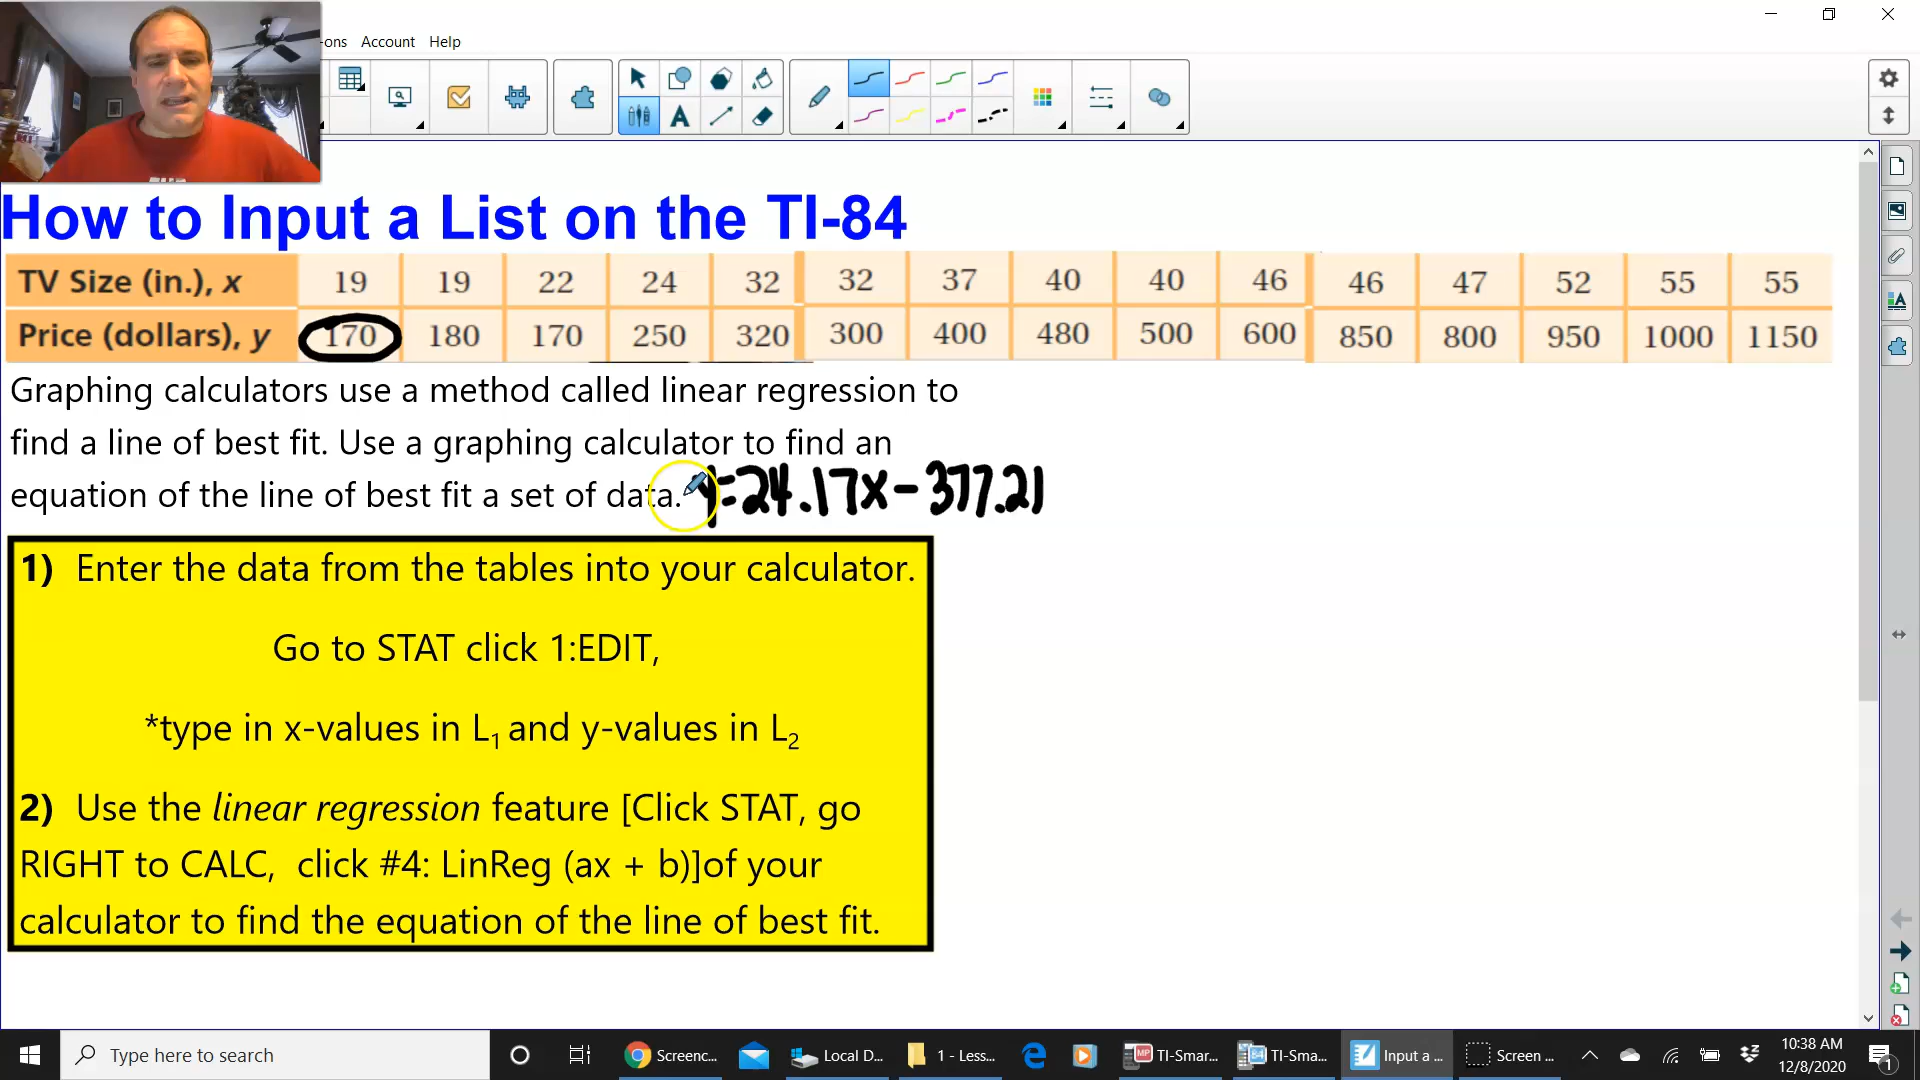 -ons Account Help
How to Input a List on the TI-84
TV Size (in.), x 19 19 22 24 32 32 37 40 40 46 46 47 52 55 55
Price (dollars), y 170 180 170 250 320 300 400 480 500 600 850 800 950 1000 1150
Graphing calculators use a method called linear regression to
find a line of best fit. Use a graphing calculator to find an
equation of the line of best fit a set of data. y=24.17x-377.21
1) Enter the data from the tables into your calculator.
Go to STAT click 1:EDIT,
*type in x-values in L1 and y-values in L2
2) Use the linear regression feature [Click STAT, go
RIGHT to CALC, click #4: LinReg (ax + b)]of your
calculator to find the equation of the line of best fit.
Type here to search
Screenc...
Local D...
1 - Less...
TI-Smar...
TI-Sma...
Input a ...
Screen ...
10:38 AM
12/8/2020
1